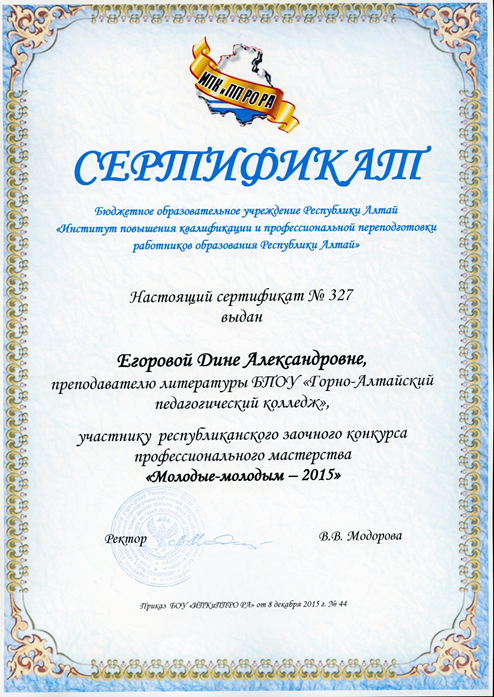 ИПК и ПП РО РА
СЕРТИФИКАТ
Бюджетное образовательное учреждение Республики Алтай
«Институт повышения квалификации и профессиональной переподготовки
работников образования Республики Алтай»
Настоящий сертификат № 327
выдан
Егоровой Дине Александровне,
преподавателю литературы БПОУ «Горно-Алтайский
педагогический колледж»,
участнику республиканского заочного конкурса
профессионального мастерства
«Молодые-молодым – 2015»
Ректор В.В. Модорова
Приказ БОУ «ИПКиППРО РА» от 8 декабря 2015 г. № 44